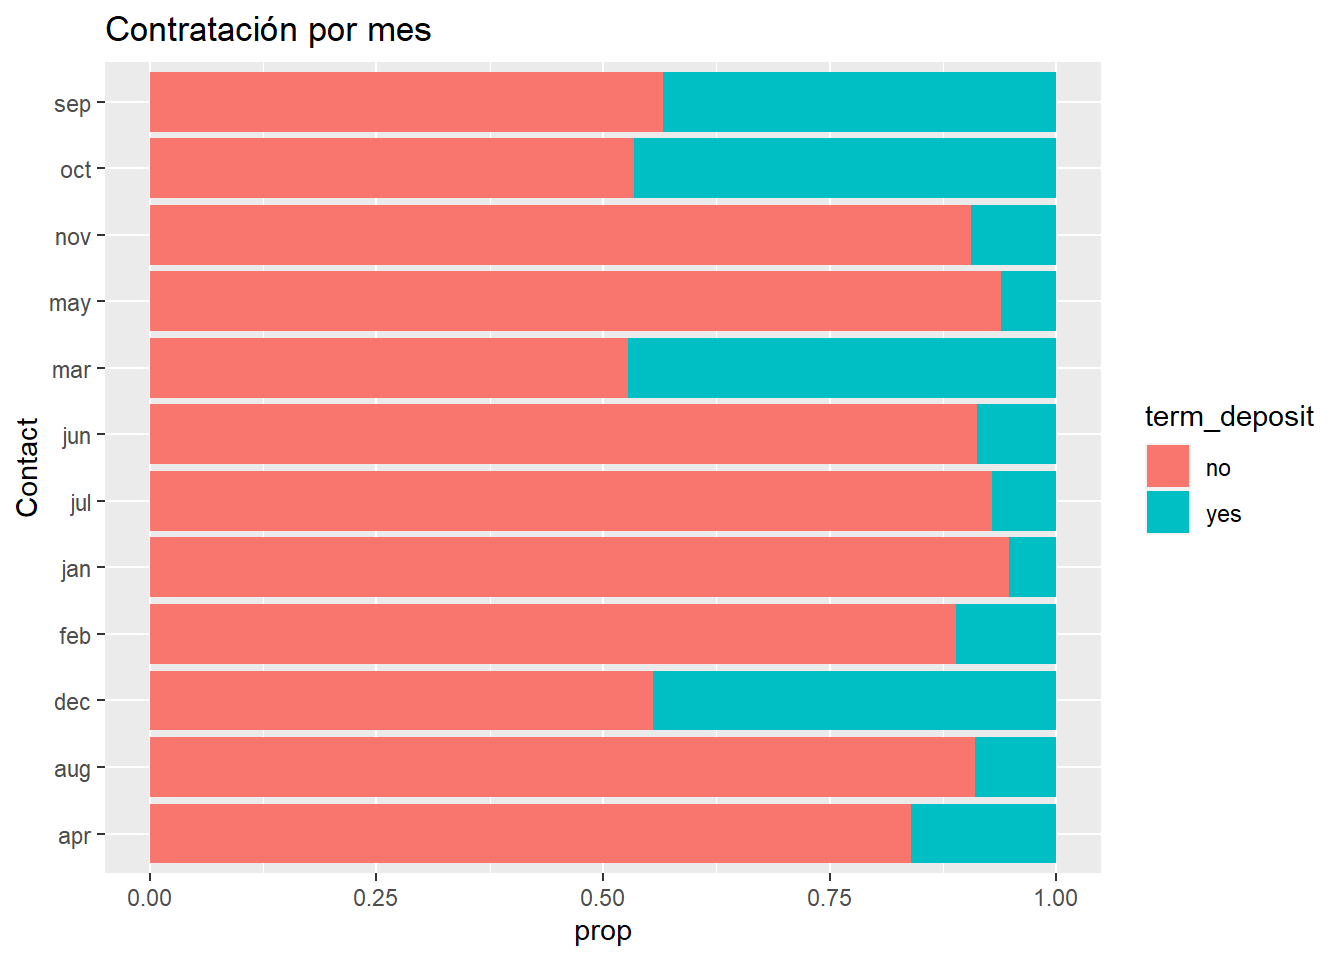 Contratación por mes
sep
oct
nov
may
mar
jun
jul
jan
feb
dec
aug
apr
Contact
0.00 0.25 0.50 0.75 1.00
prop
term_deposit
no
yes